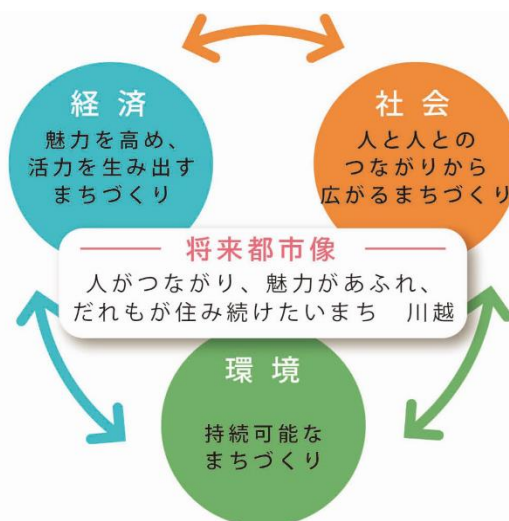 経済
魅力を高め、
活力を生み出す
まちづくり
社会
人と人との
つながりから
広がるまちづくり
将来都市像
人がつながり、魅力があふれ、
だれもが住み続けたいまち　川越
環境
持続可能な
まちづくり